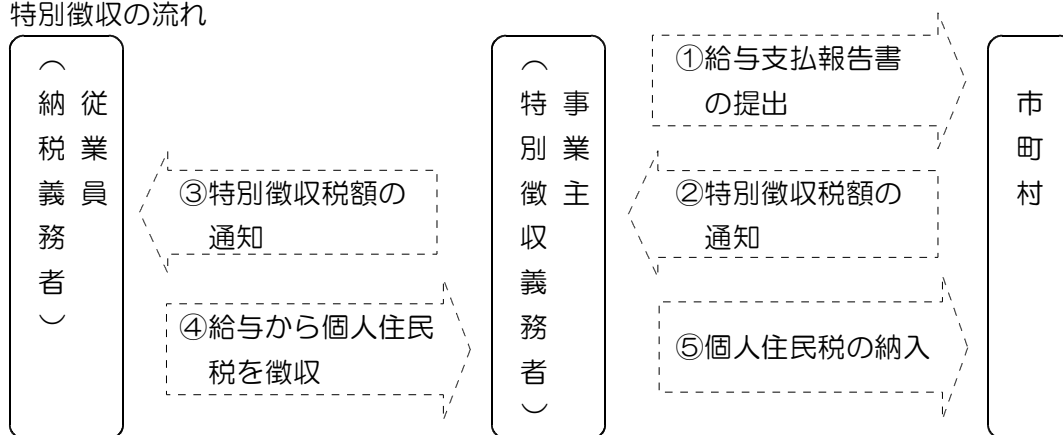 特別徴収の流れ
従業員
（納税義務者）
事業主
（特別徴収義務者）
市町村
①給与支払報告書
の提出
②特別徴収税額の
通知
③特別徴収税額の
通知
④給与から個人住民
税を徴収
⑤個人住民税の納入